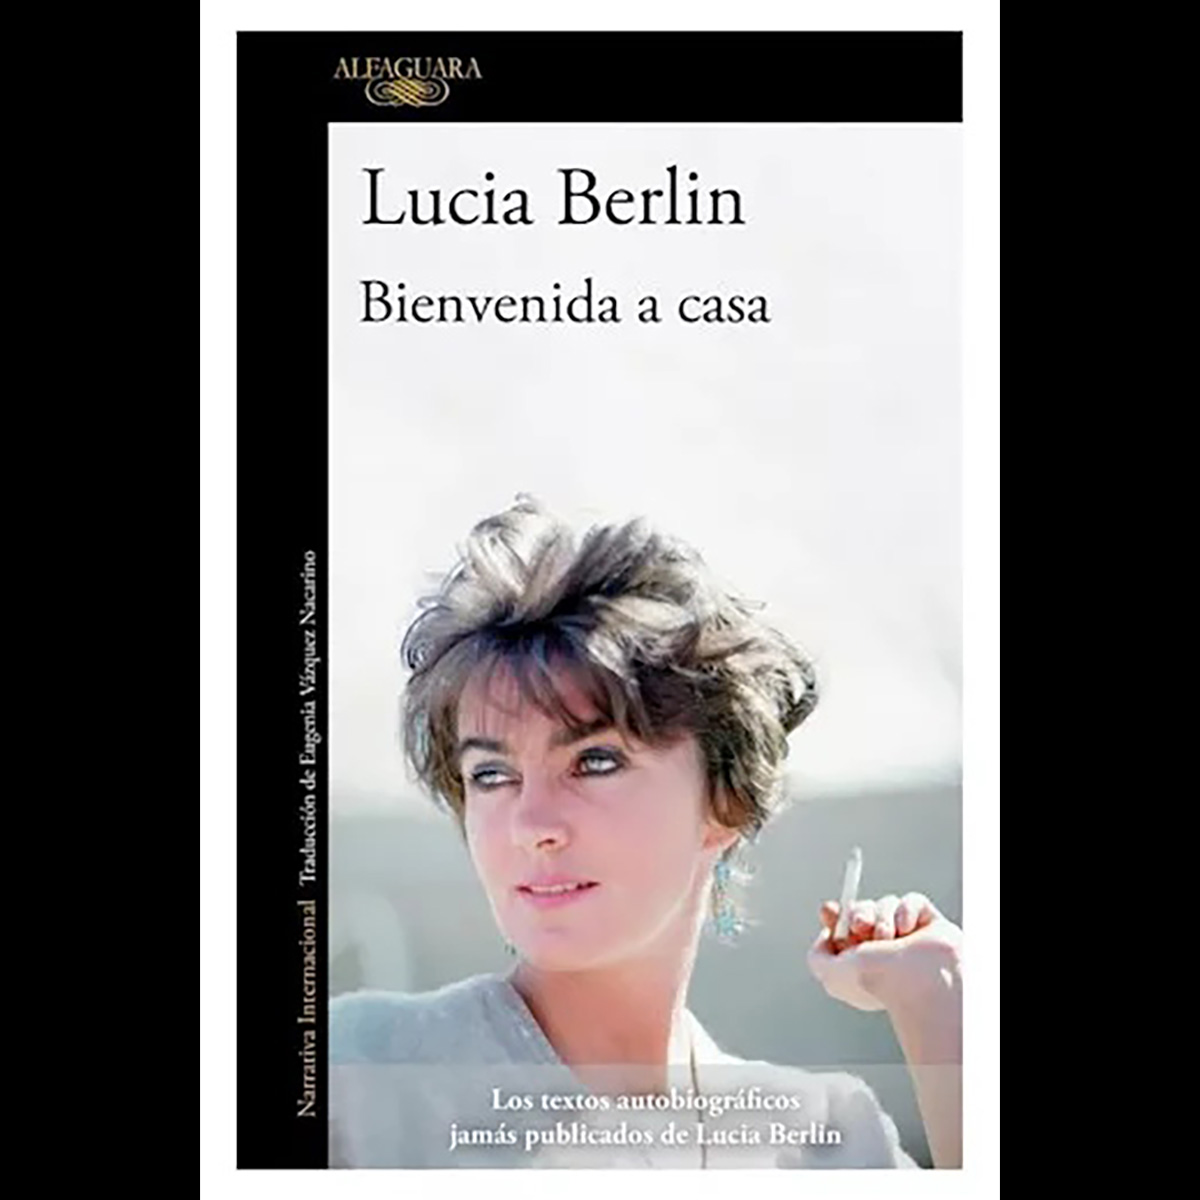 ALFAGUARA
Lucia Berlin
Bienvenida a casa
Narrativa Internacional Traducción de Eugenia Vázquez Nacarino
Los textos autobiográficos
jamás publicados de Lucia Berlin